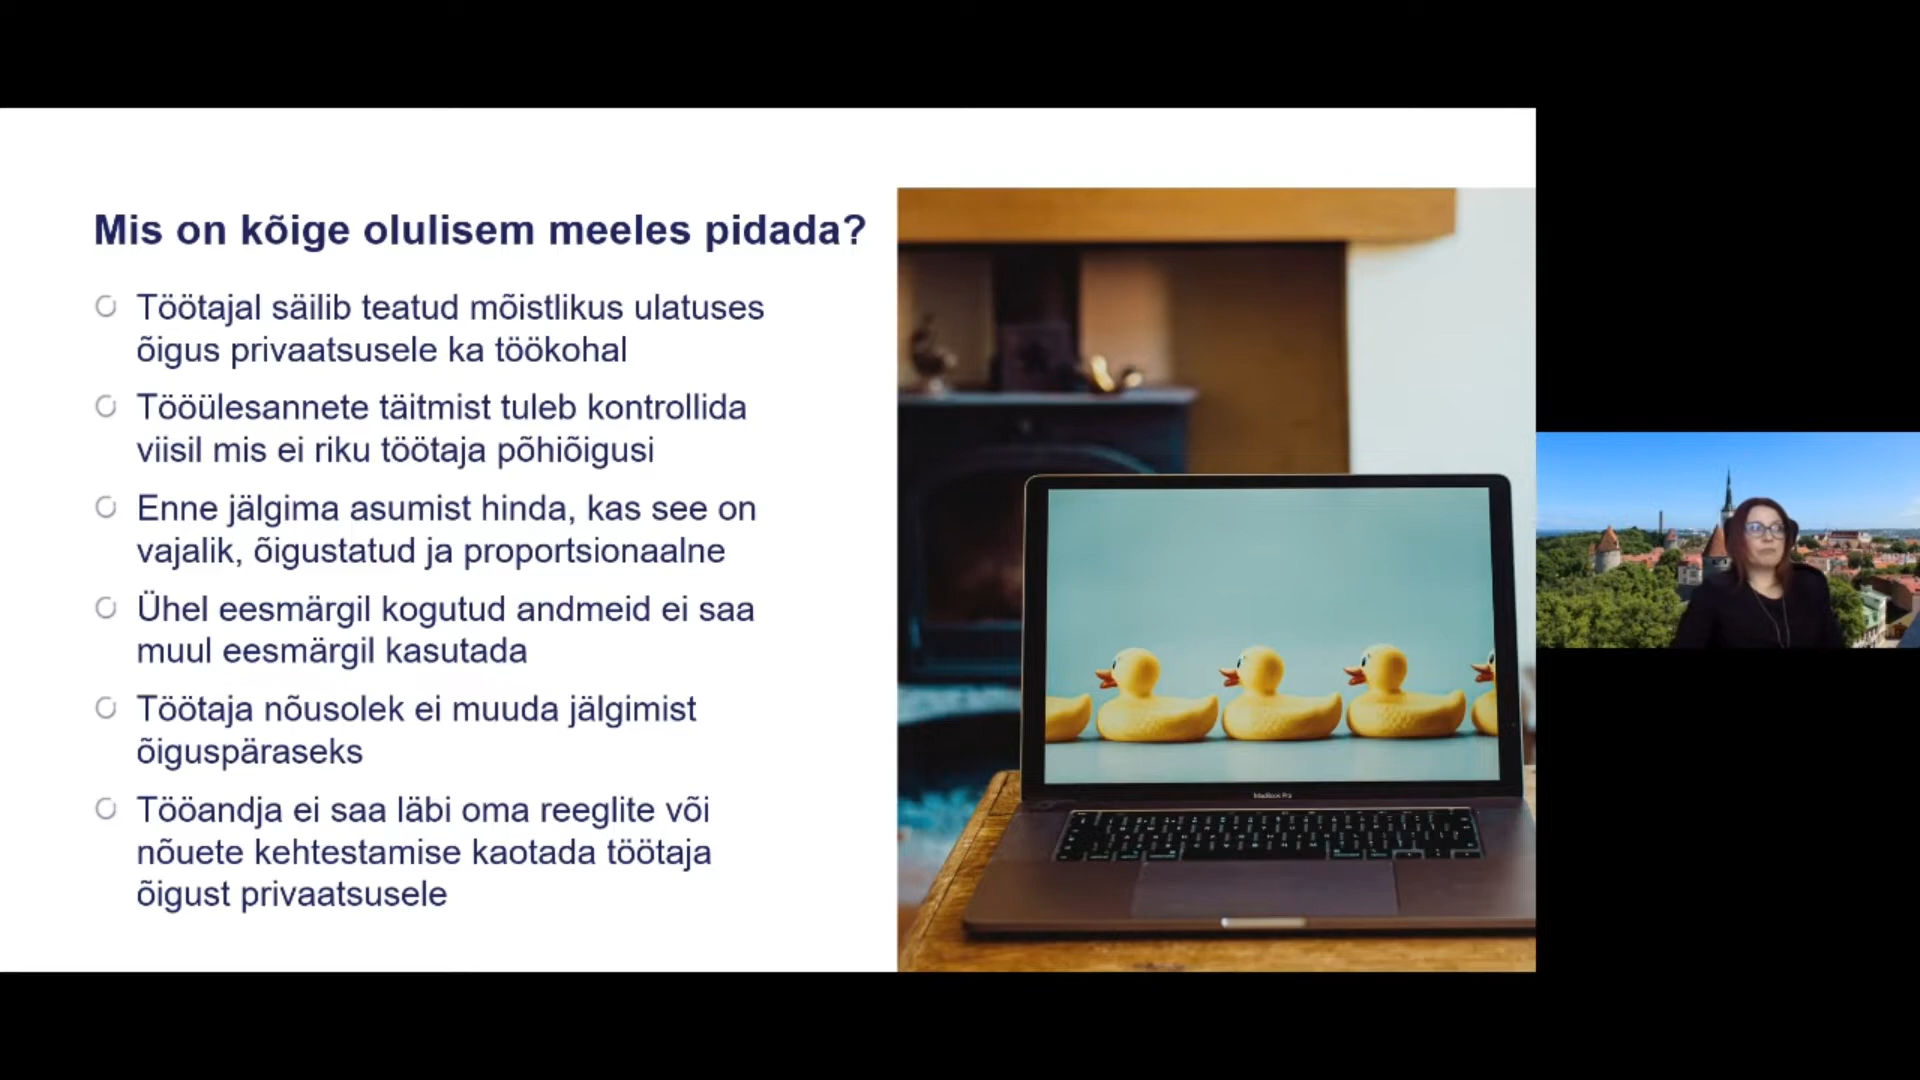 Mis on kõige olulisem meeles pidada?
Töötajal säilib teatud mõistlikus ulatuses
õigus privaatsusele ka töökohal
Tööülesannete täitmist tuleb kontrollida
viisil mis ei riku töötaja põhiõigusi
Enne jälgima asumist hinda, kas see on
vajalik, õigustatud ja proportsionaalne
Ühel eesmärgil kogutud andmeid ei saa
muul eesmärgil kasutada
Töötaja nõusolek ei muuda jälgimist
õiguspäraseks
Tööandja ei saa läbi oma reeglite või
nõuete kehtestamise kaotada töötaja
õigust privaatsusele
MacBook Pro